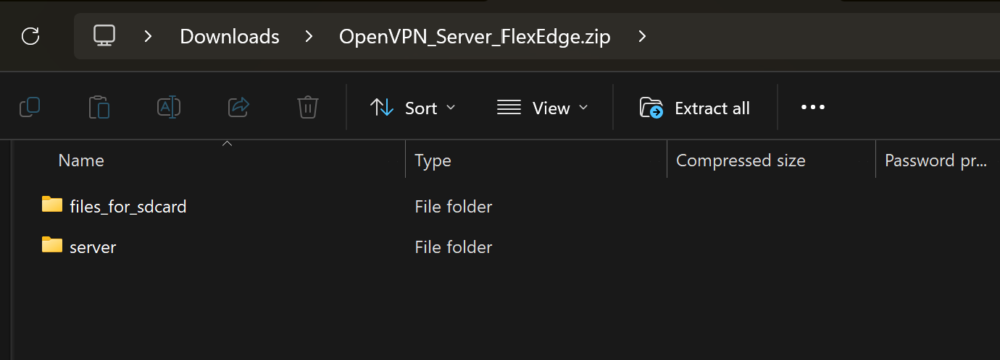 Downloads > OpenVPN_Server_FlexEdge.zip >
Sort View Extract all
Name Type Compressed size Password pr...
files_for_sdcard File folder
server File folder